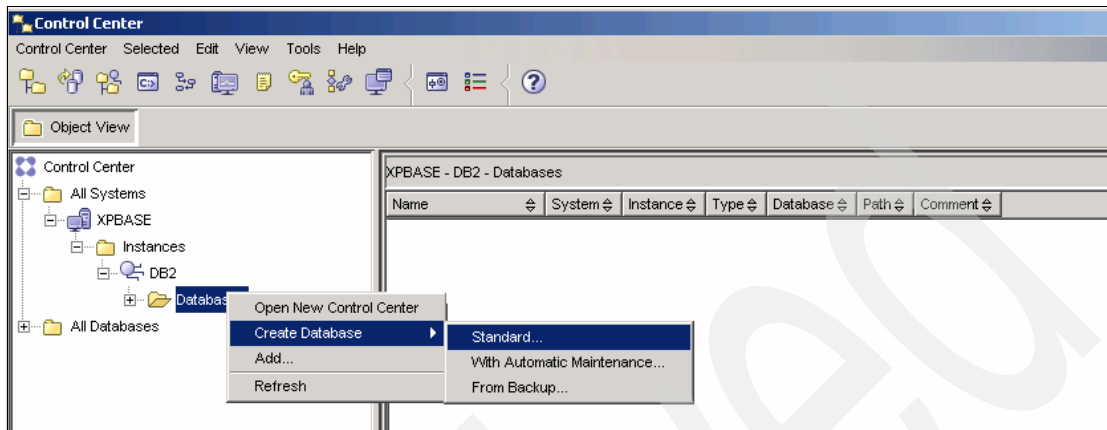 Control Center
Control Center Selected Edit View Tools Help
Object View
Control Center
All Systems
XPBASE
Instances
DB2
Databas
All Databases
XPBASE - DB2 - Databases
Name System Instance Type Database Path Comment
Open New Control Center
Create Database
Add...
Refresh
Standard...
With Automatic Maintenance...
From Backup...